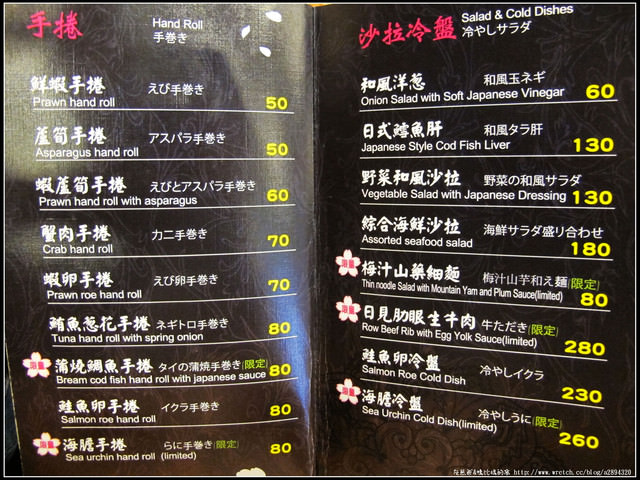 手捲
Hand Roll
手巻き
鮮蝦手捲 えび手巻き
Prawn hand roll 50
蘆筍手捲 アスパラ手巻き
Asparagus hand roll 50
蝦蘆筍手捲 えびとアスパラ手巻き
Prawn hand roll with asparagus 60
蟹肉手捲 カニ手巻き
Crab hand roll 70
蝦卵手捲 えび卵手巻き
Prawn roe hand roll 70
鮪魚蔥花手捲 ネギトロ手巻き
Tuna hand roll with spring onion 80
蒲燒鯛魚手捲 タイの蒲焼手巻き(限定)
Bream cod fish hand roll with japanese sauce 80
鮭魚卵手捲 イクラ手巻き
Salmon roe hand roll 80
海膽手捲 らに手巻き(限定)
Sea urchin hand roll (limited) 80
沙拉冷盤
Salad & Cold Dishes
冷やしサラダ
和風洋蔥 和風玉ネギ
Onion Salad with Soft Japanese Vinegar 60
日式鱈魚肝 和風タラ肝
Japanese Style Cod Fish Liver 130
野菜和風沙拉 野菜の和風サラダ
Vegetable Salad with Japanese Dressing 130
綜合海鮮沙拉 海鮮サラダ盛り合わせ
Assorted seafood salad 180
梅汁山藥細麵 梅汁山芋和え麺(限定)
Thin noodle Salad with Mountain Yam and Plum Sauce(limited) 80
日見肋眼生牛肉 牛ただき(限定)
Row Beef Rib with Egg Yolk Sauce(limited) 280
鮭魚卵冷盤 冷やしイクラ
Salmon Roe Cold Dish 230
海膽冷盤 冷やしうに(限定)
Sea Urchin Cold Dish(limited) 260
http://www.wretch.cc/blog/a2894320